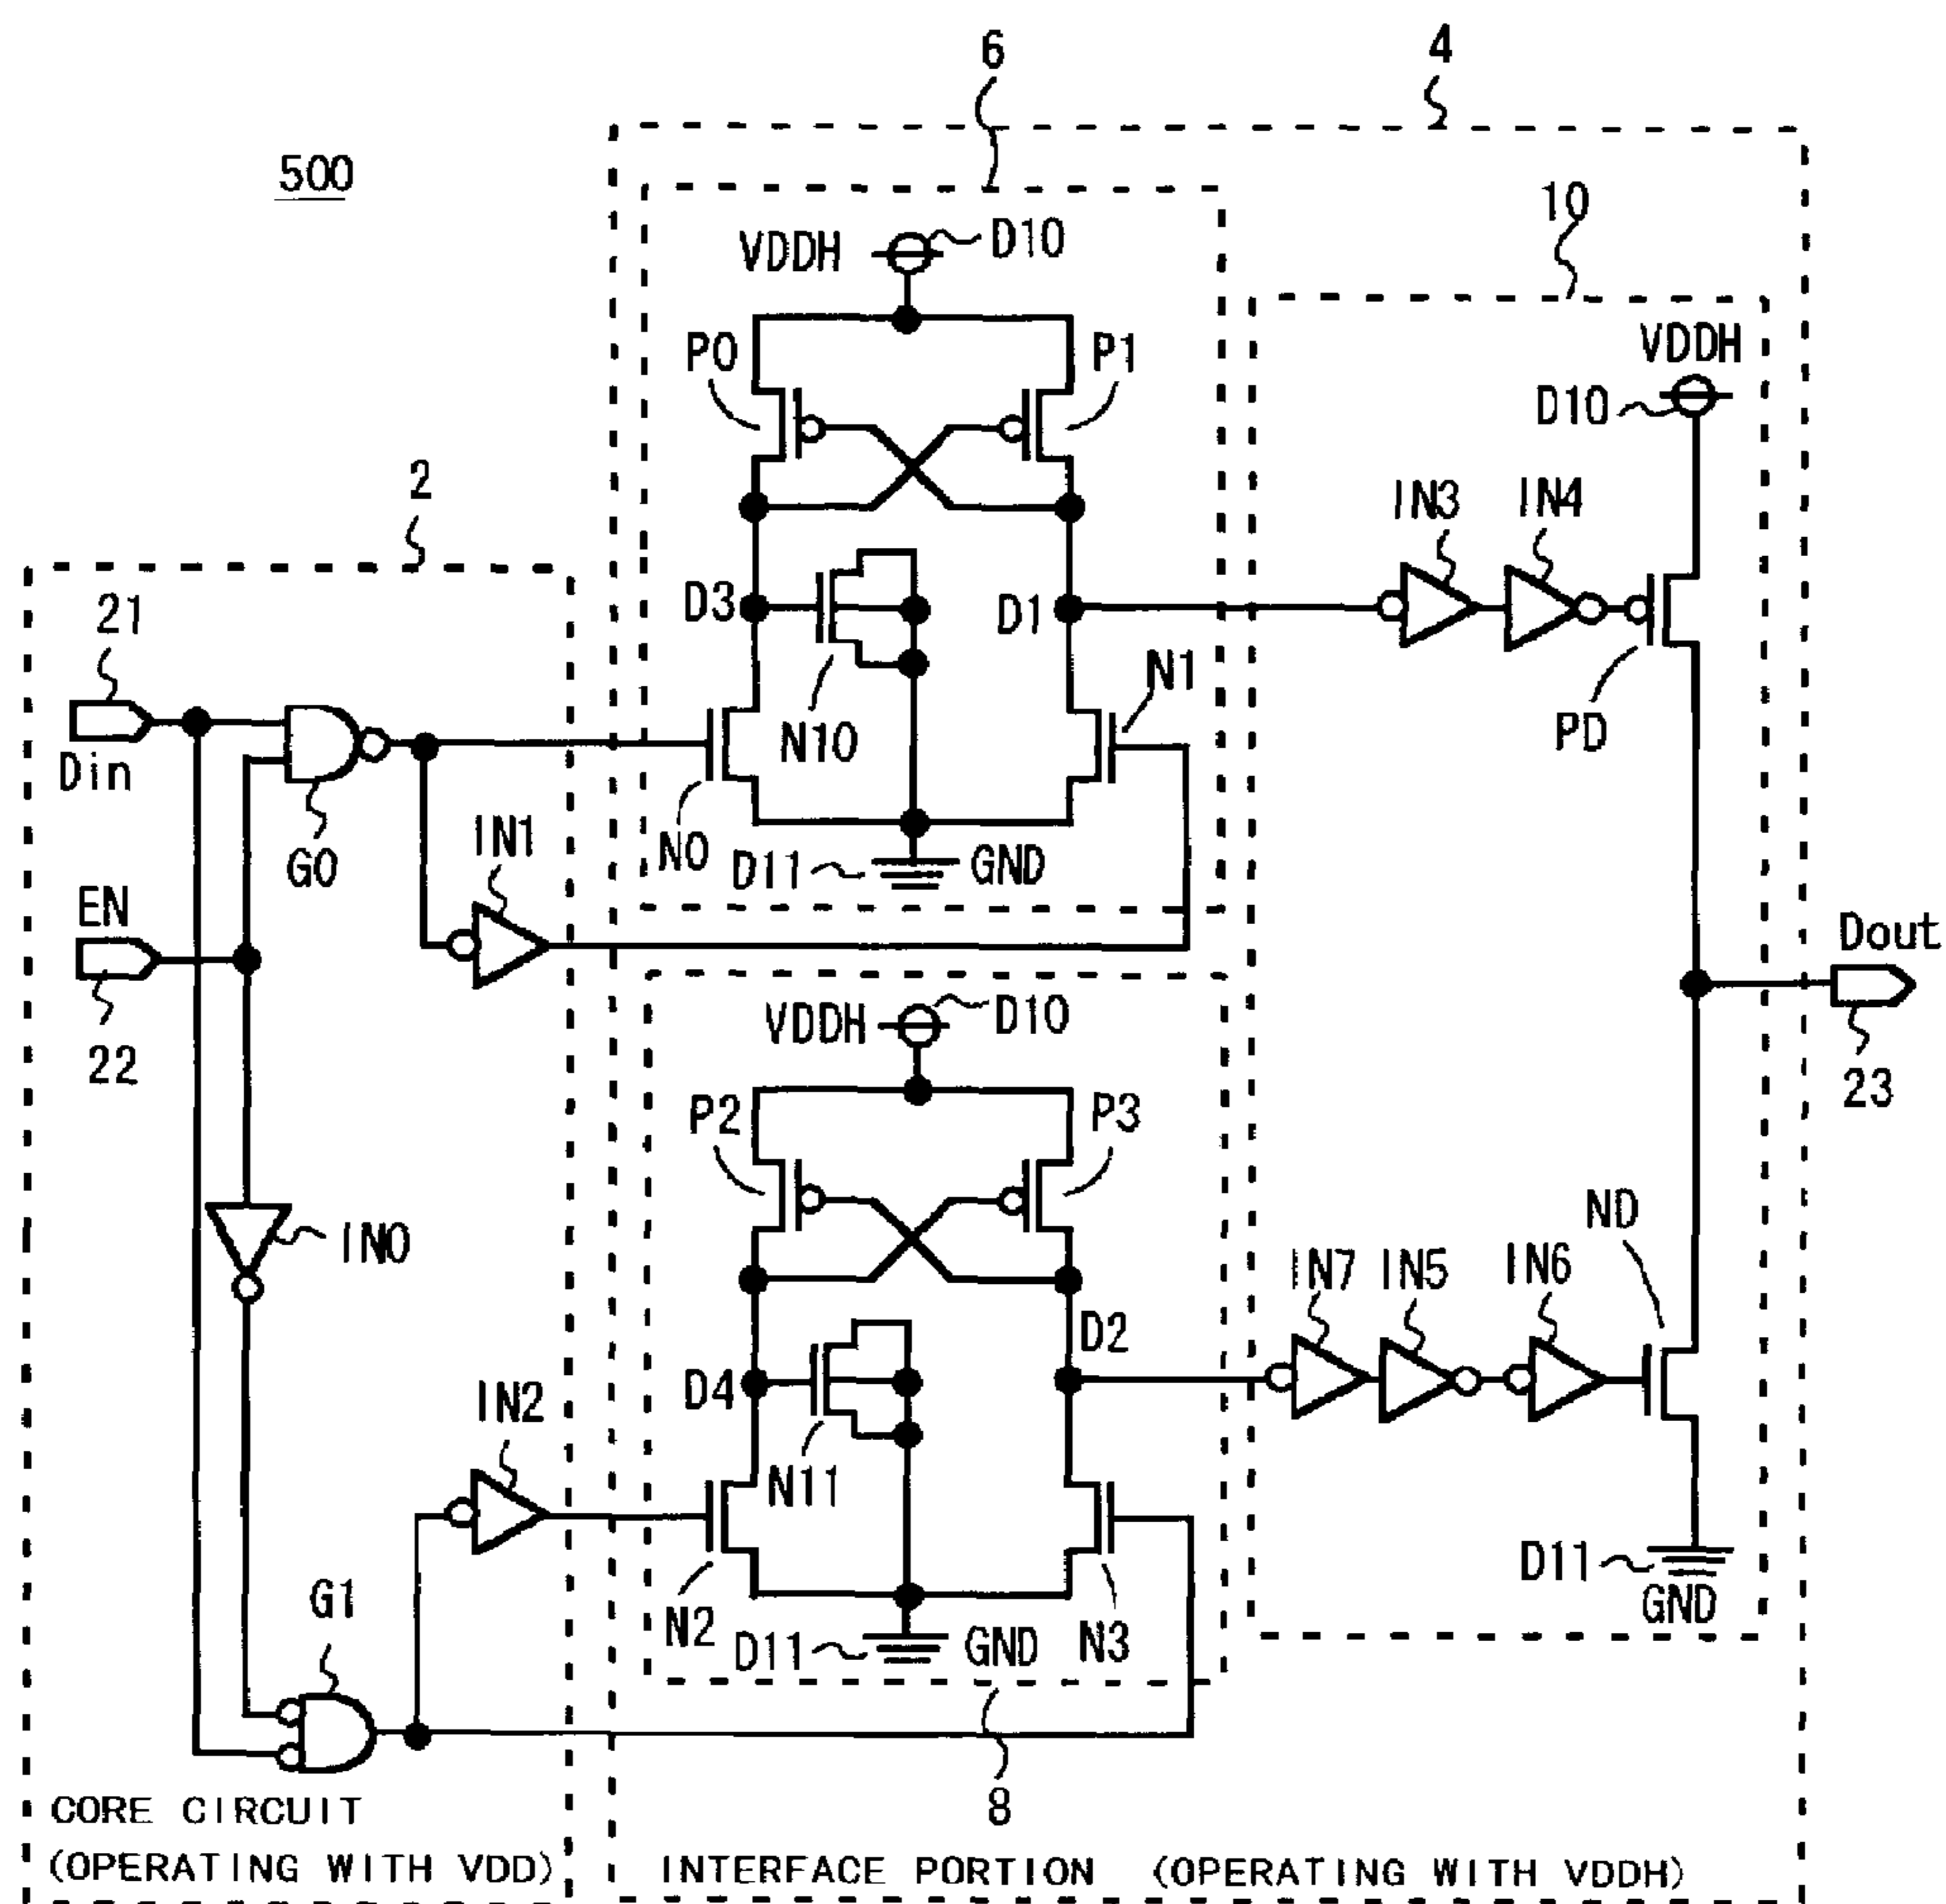 6
4
500
10
VDDH
D10
P0
P1
VDDH
D10
2
IN3
IN4
21
D3
D1
N1
Din
N10
PD
G0
IN1
N0
D11
GND
EN
Dout
22
VDDH
D10
23
P2
P3
IN0
ND
IN7
IN5
IN6
D2
D4
IN2
N11
G1
N2
D11
GND
N3
D11
GND
8
CORE CIRCUIT
(OPERATING WITH VDD)
INTERFACE PORTION (OPERATING WITH VDDH)